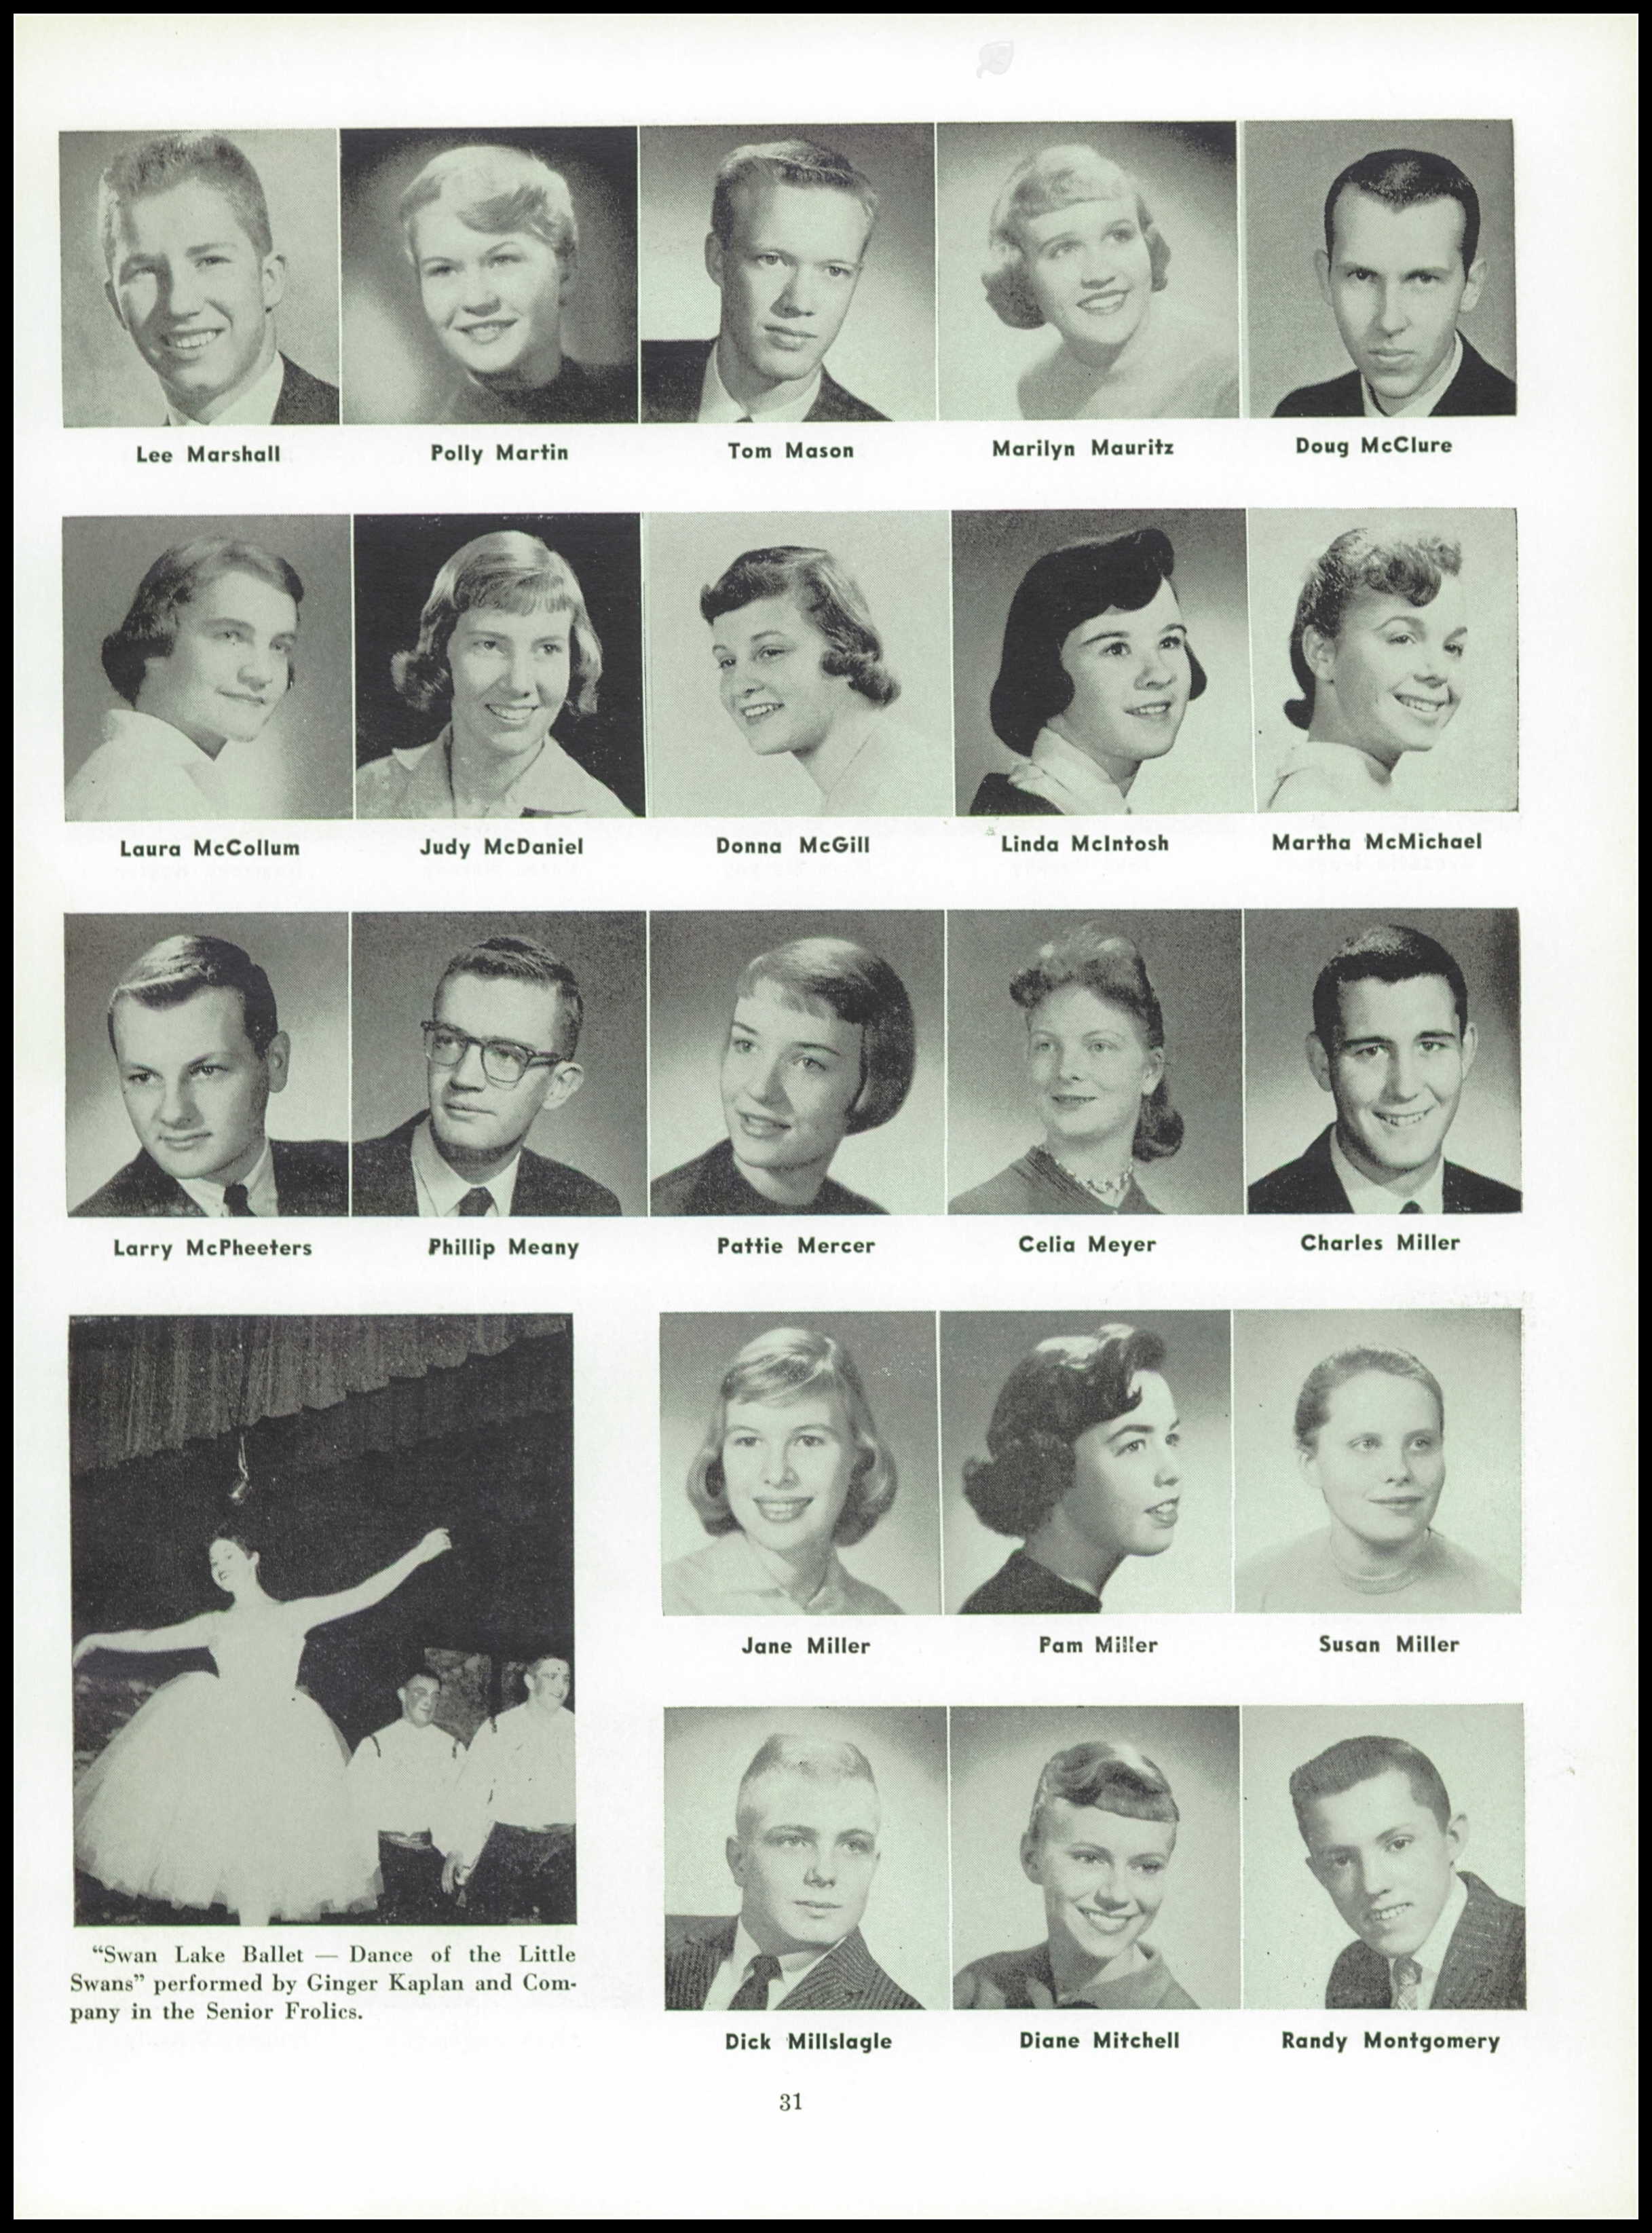 Lee Marshall Polly Martin Tom Mason Marilyn Mauritz Doug McClure
Laura McCollum Judy McDaniel Donna McGill Linda McIntosh Martha McMichael
Larry McPheeters Phillip Meany Pattie Mercer Celia Meyer Charles Miller
Jane Miller Pam Miller Susan Miller
"Swan Lake Ballet — Dance of the Little
Swans" performed by Ginger Kaplan and Com-
pany in the Senior Frolics.
Dick Millslagle Diane Mitchell Randy Montgomery
31